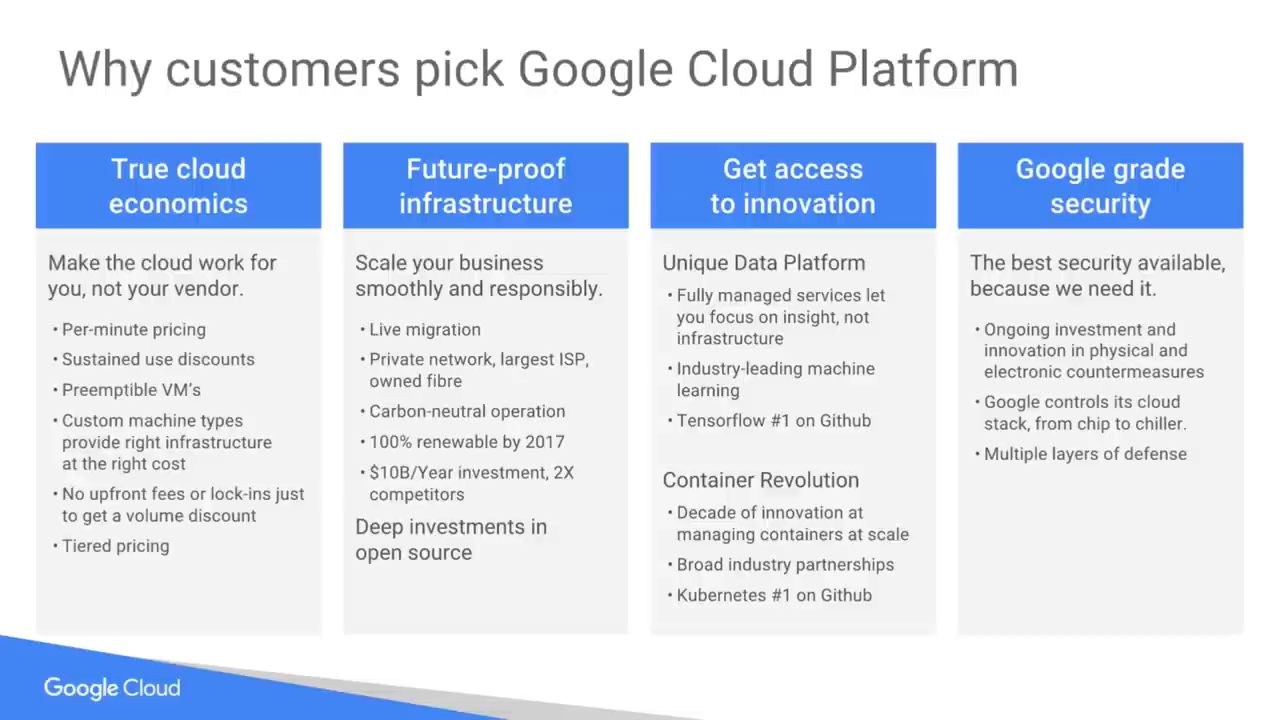 Why customers pick Google Cloud Platform
True cloud
economics
Make the cloud work for
you, not your vendor.
• Per-minute pricing
• Sustained use discounts
• Preemptible VM's
• Custom machine types
provide right infrastructure
at the right cost
• No upfront fees or lock-ins just
to get a volume discount
• Tiered pricing
Future-proof
infrastructure
Scale your business
smoothly and responsibly.
• Live migration
• Private network, largest ISP,
owned fibre
• Carbon-neutral operation
• 100% renewable by 2017
• $10B/Year investment, 2X
competitors
Deep investments in
open source
Get access
to innovation
Unique Data Platform
• Fully managed services let
you focus on insight, not
infrastructure
• Industry-leading machine
learning
• Tensorflow #1 on Github
Container Revolution
• Decade of innovation at
managing containers at scale
• Broad industry partnerships
• Kubernetes #1 on Github
Google grade
security
The best security available,
because we need it.
• Ongoing investment and
innovation in physical and
electronic countermeasures
• Google controls its cloud
stack, from chip to chiller.
• Multiple layers of defense
Google Cloud